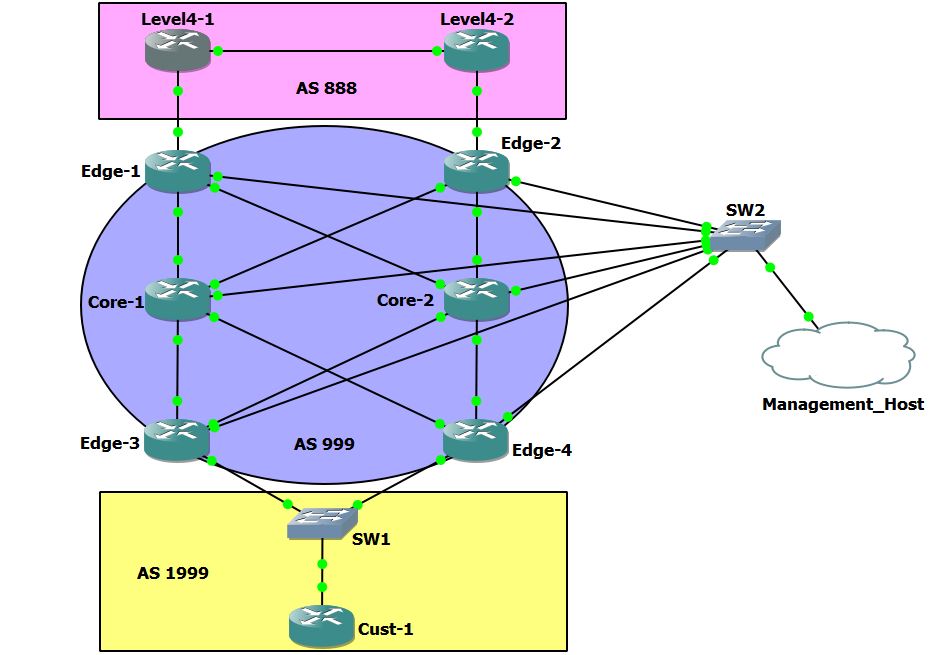 Level4-1
Level4-2
AS 888
Edge-1
Edge-2
SW2
Core-1
Core-2
Management_Host
Edge-3
AS 999
Edge-4
SW1
AS 1999
Cust-1